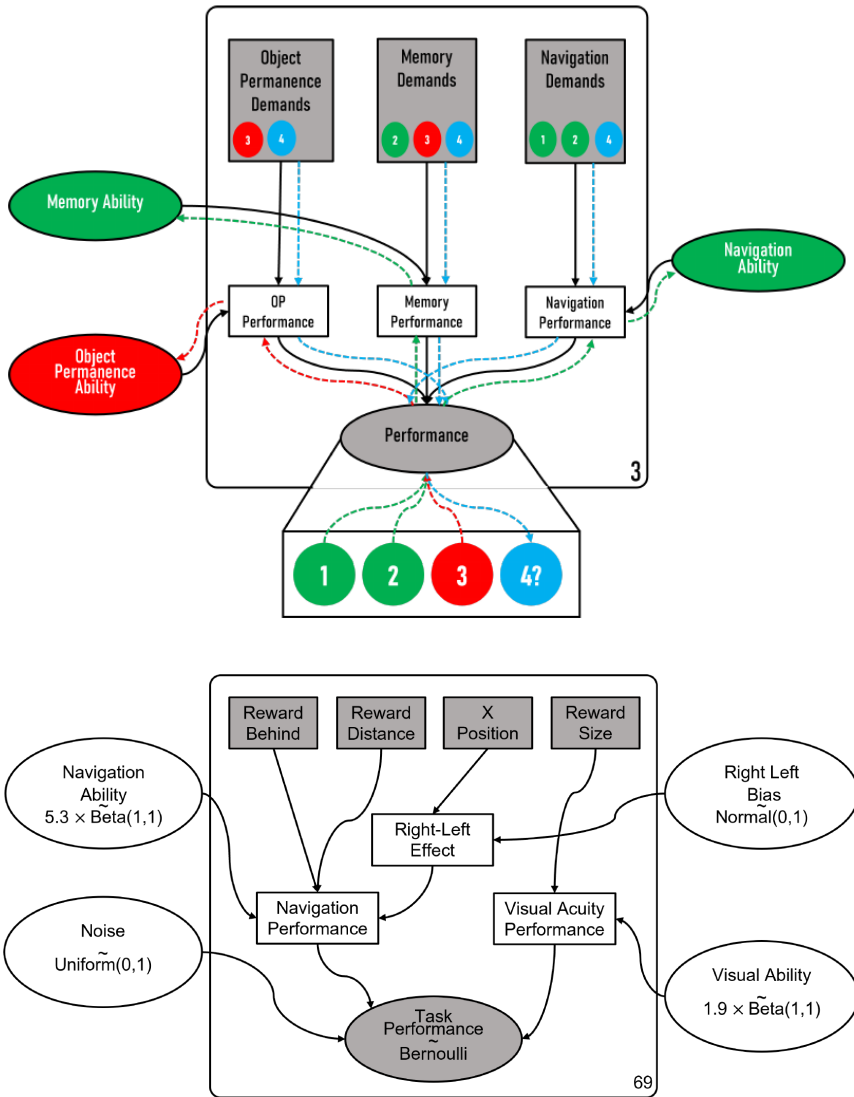 Object
Permanence
Demands
3 4
Memory
Demands
2 3 4
Navigation
Demands
1 2 4
Memory Ability
Navigation
Ability
OP
Performance
Memory
Performance
Navigation
Performance
Object
Permanence
Ability
Performance
3
1 2 3 4?
Reward
Behind
Reward
Distance
X
Position
Reward
Size
Navigation
Ability
~
5.3 × Beta(1,1)
Right Left
Bias
~
Normal(0,1)
Right-Left
Effect
Navigation
Performance
Visual Acuity
Performance
Noise
~
Uniform(0,1)
Visual Ability
~
1.9 × Beta(1,1)
Task
Performance
~
Bernoulli
69